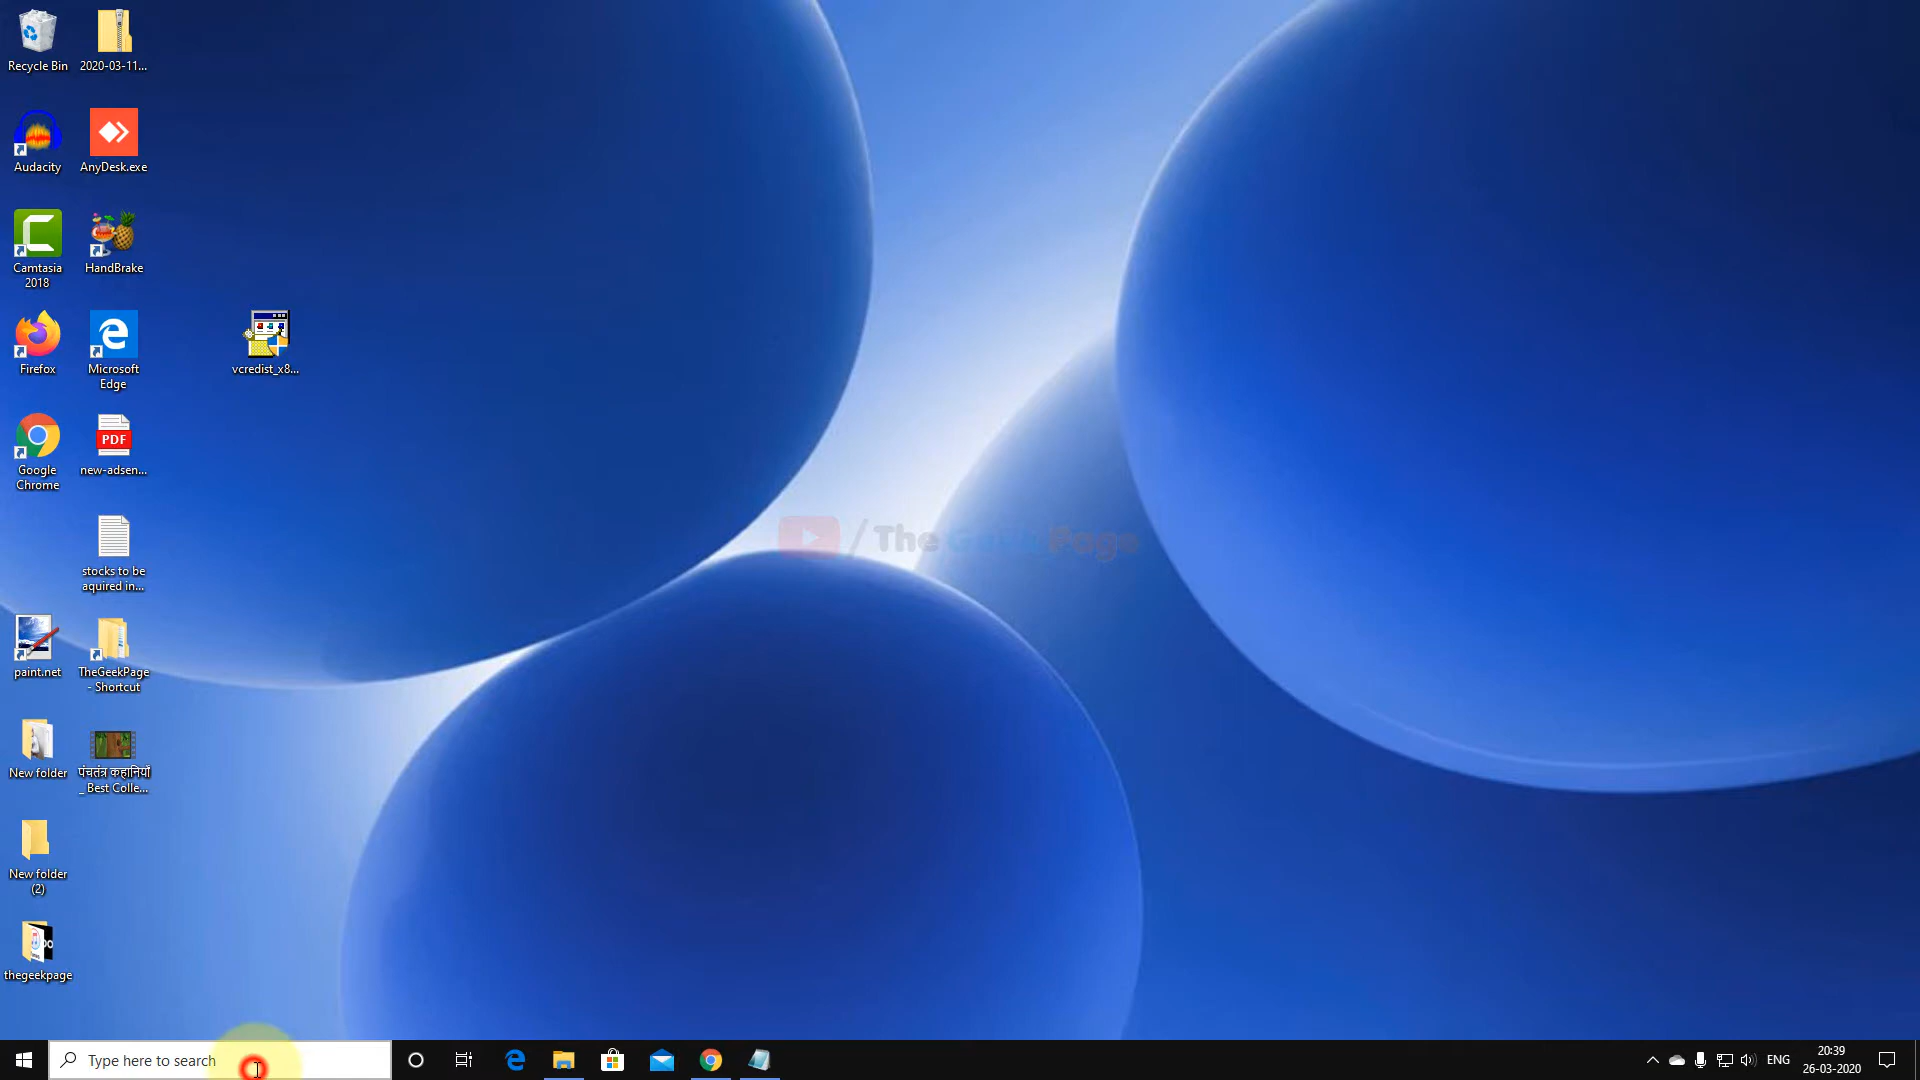 Recycle Bin
2020-03-11...
Audacity
AnyDesk.exe
Camtasia
2018
HandBrake
Firefox
Microsoft
Edge
vcredist_x8...
Google
Chrome
PDF
new-adsen...
stocks to be
aquired in...
paint.net
TheGeekPage
- Shortcut
New folder
पंचतंत्र कहानियाँ
_ Best Colle...
New folder
(2)
thegeekpage
/ The Geek Page
Type here to search
ENG
20:39
26-03-2020